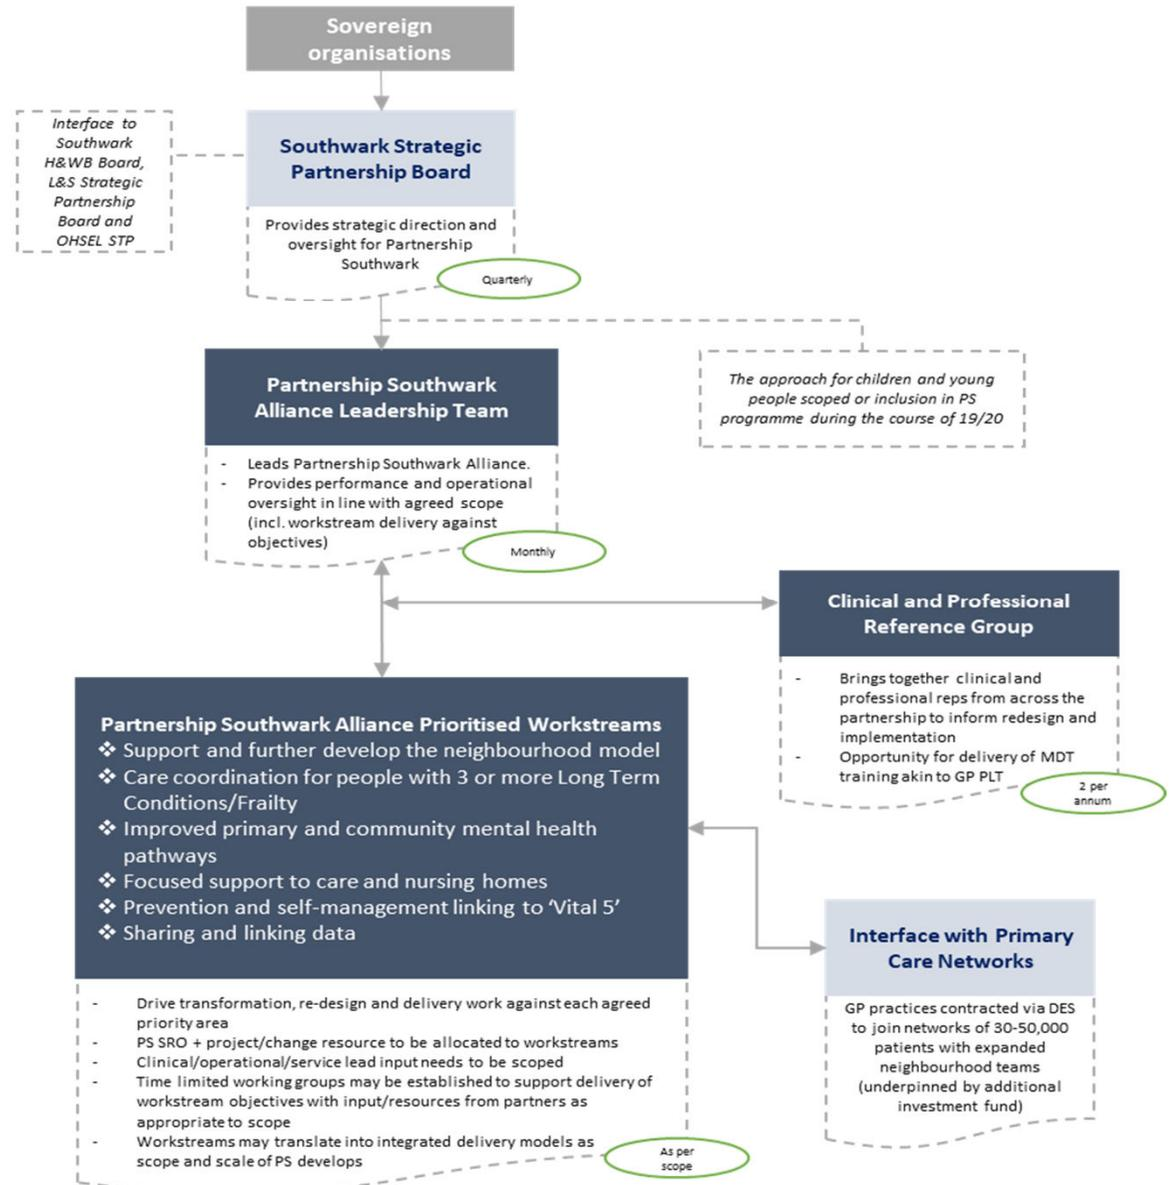 Sovereign
organisations
Interface to
Southwark
H&WB Board,
L&S Strategic
Partnership
Board and
OHSEL STP
Southwark Strategic
Partnership Board
Provides strategic direction and
oversight for Partnership
Southwark
Quarterly
Partnership Southwark
Alliance Leadership Team
The approach for children and young
people scoped or inclusion in PS
programme during the course of 19/20
- Leads Partnership Southwark Alliance.
- Provides performance and operational
oversight in line with agreed scope
(incl. workstream delivery against
objectives)
Monthly
Clinical and Professional
Reference Group
- Brings together clinical and
professional reps from across the
partnership to inform redesign and
implementation
- Opportunity for delivery of MDT
training akin to GP PLT
2 per
annum
Partnership Southwark Alliance Prioritised Workstreams
❖ Support and further develop the neighbourhood model
❖ Care coordination for people with 3 or more Long Term
Conditions/Frailty
❖ Improved primary and community mental health
pathways
❖ Focused support to care and nursing homes
❖ Prevention and self-management linking to ‘Vital 5’
❖ Sharing and linking data
Interface with Primary
Care Networks
GP practices contracted via DES
to join networks of 30-50,000
patients with expanded
neighbourhood teams
(underpinned by additional
investment fund)
- Drive transformation, re-design and delivery work against each agreed
priority area
- PS SRO + project/change resource to be allocated to workstreams
- Clinical/operational/service lead input needs to be scoped
- Time limited working groups may be established to support delivery of
workstream objectives with input/resources from partners as
appropriate to scope
- Workstreams may translate into integrated delivery models as
scope and scale of PS develops
As per
scope